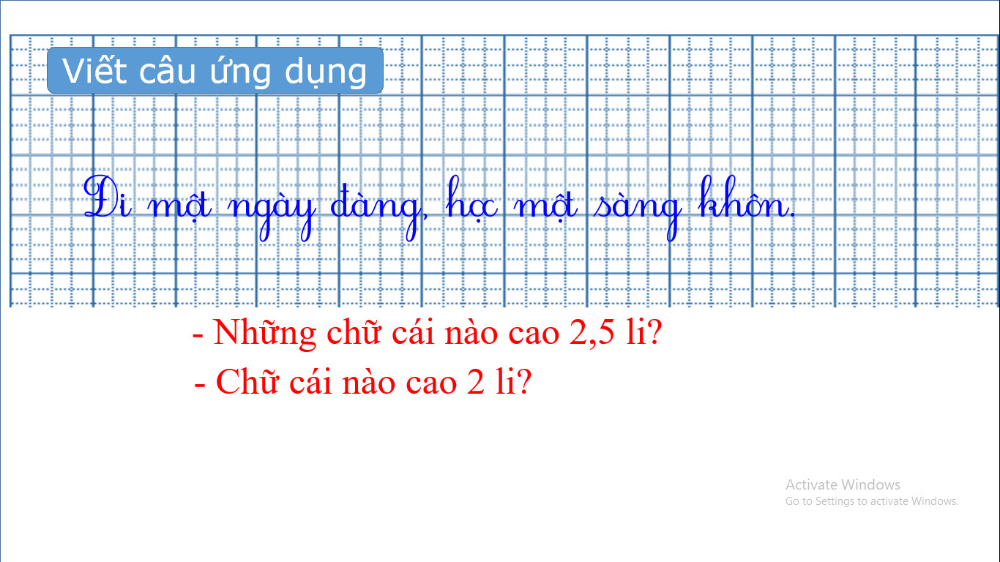 Viết câu ứng dụng
Đi một ngày đàng, học một sàng khôn.
- Những chữ cái nào cao 2,5 li?
- Chữ cái nào cao 2 li?
Activate Windows
Go to Settings to activate Windows.